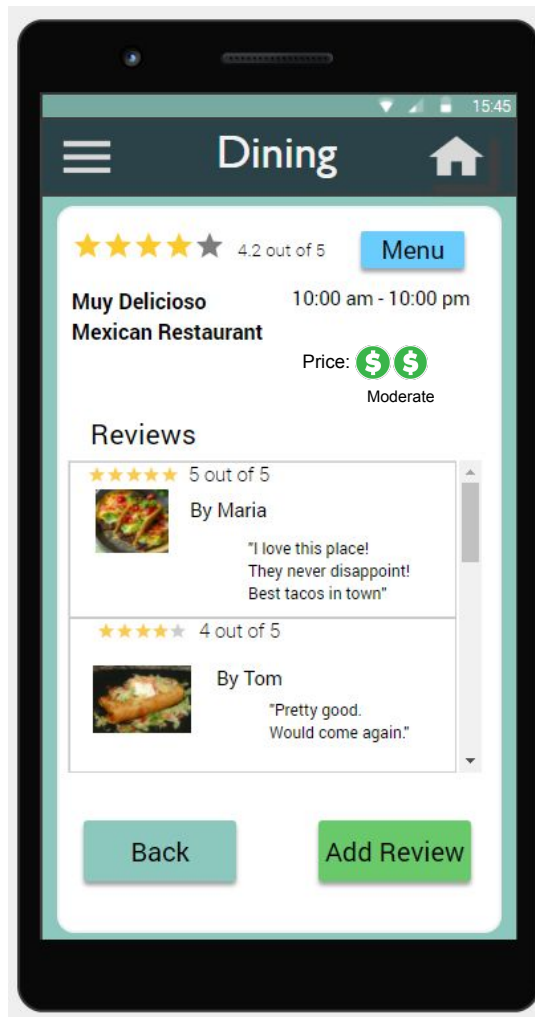 15:45
Dining
4.2 out of 5
Menu
Muy Delicioso
Mexican Restaurant
10:00 am - 10:00 pm
Price: $ $
Moderate
Reviews
5 out of 5
By Maria
"I love this place!
They never disappoint!
Best tacos in town"
4 out of 5
By Tom
"Pretty good.
Would come again."
Back
Add Review